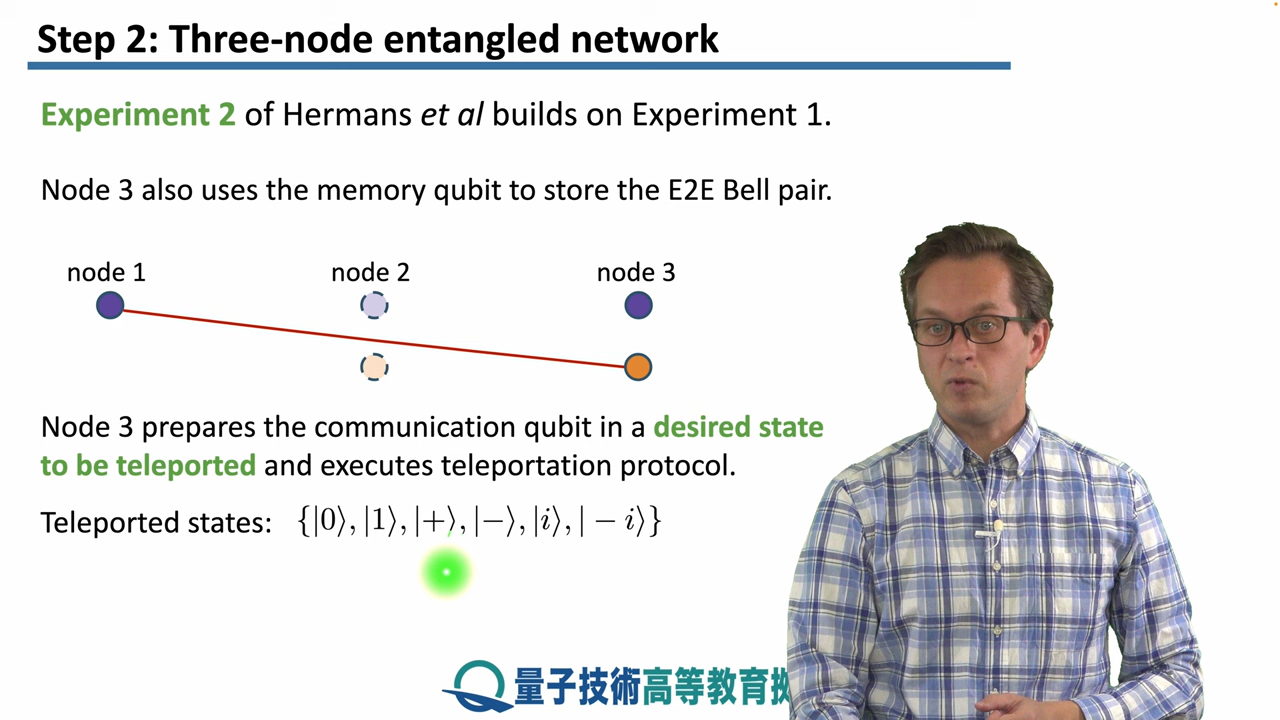 Step 2: Three-node entangled network
Experiment 2 of Hermans et al builds on Experiment 1.
Node 3 also uses the memory qubit to store the E2E Bell pair.
node 1 node 2 node 3
Node 3 prepares the communication qubit in a desired state
to be teleported and executes teleportation protocol.
Teleported states: {|0⟩, |1⟩, |+⟩, |−⟩, |i⟩, | − i⟩}
量子技術高等教育